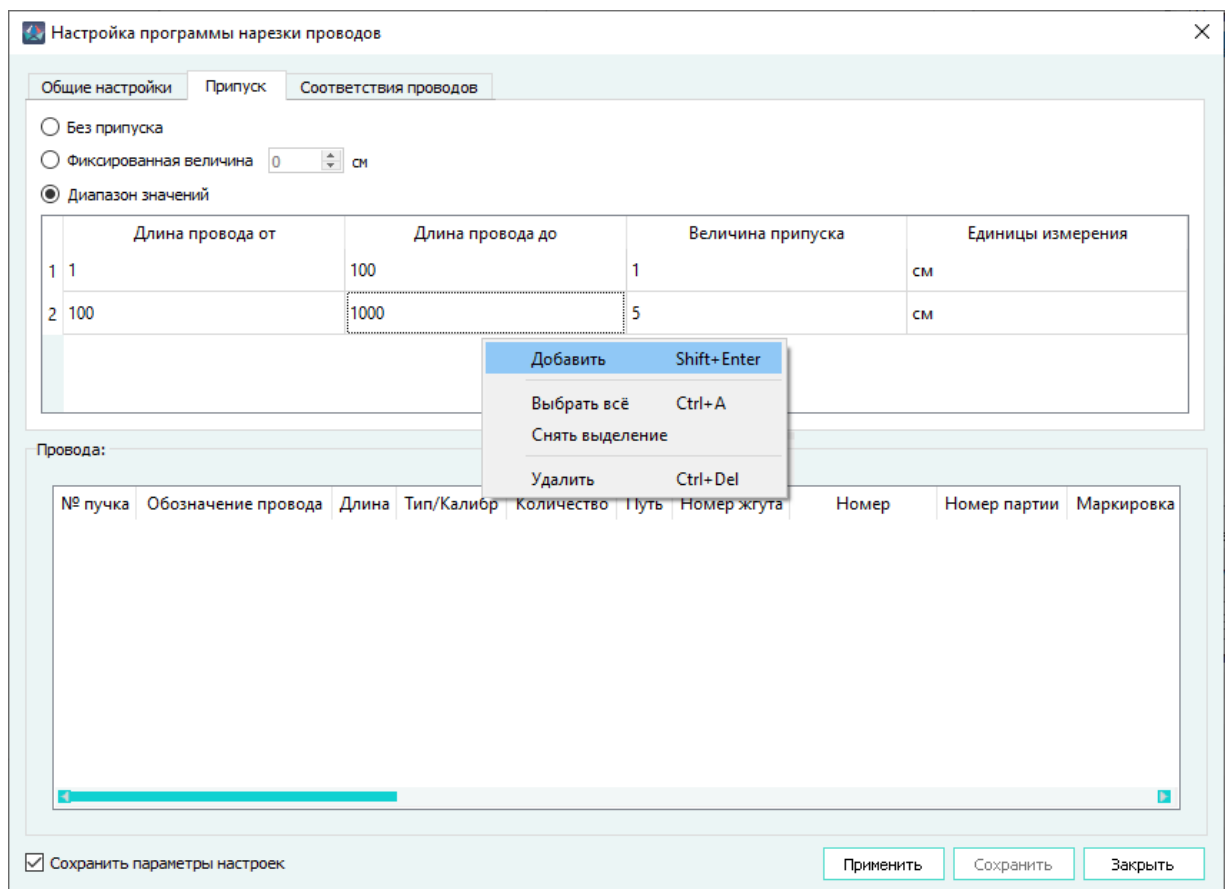 Настройка программы нарезки проводов
Общие настройки Припуск Соответствия проводов
Без припуска
Фиксированная величина 0 см
Диапазон значений
Длина провода от Длина провода до Величина припуска Единицы измерения
1 1 100 1 см
2 100 1000 5 см
Добавить Shift+Enter
Выбрать всё Ctrl+A
Снять выделение
Удалить Ctrl+Del
Провода:
№ пучка Обозначение провода Длина Тип/Калибр Количество Путь Номер жгута Номер Номер партии Маркировка
Сохранить параметры настроек Применить Сохранить Закрыть